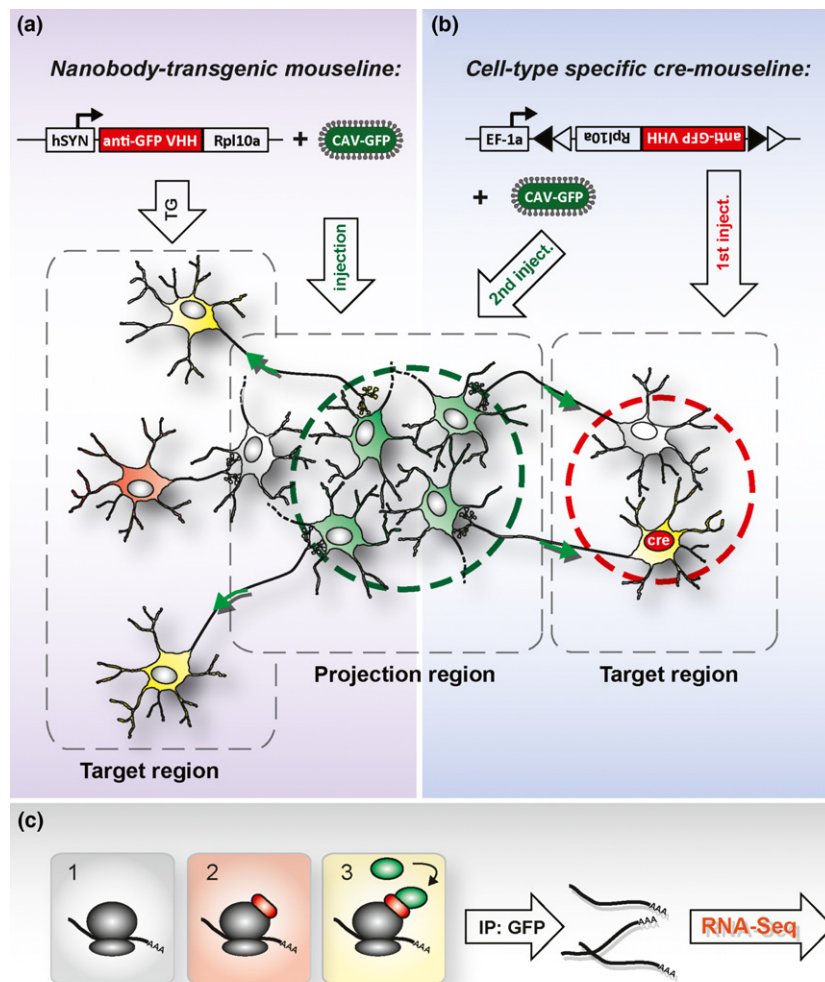 (a)
Nanobody-transgenic mouseline:
hSYN anti-GFP VHH Rpl10a + CAV-GFP
TG
injection
Target region
(b)
Cell-type specific cre-mouseline:
EF-1a Rpl10a anti-GFP VHH
+ CAV-GFP
2nd inject.
1st inject.
cre
Projection region
Target region
(c)
1
AAA
2
AAA
3
AAA
IP: GFP
AAA
AAA
AAA
RNA-Seq